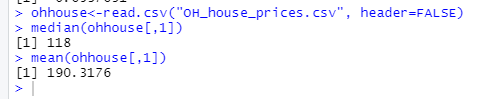 > ohhouse<-read.csv("OH_house_prices.csv", header=FALSE)
> median(ohhouse[,1])
[1] 118
> mean(ohhouse[,1])
[1] 190.3176
>